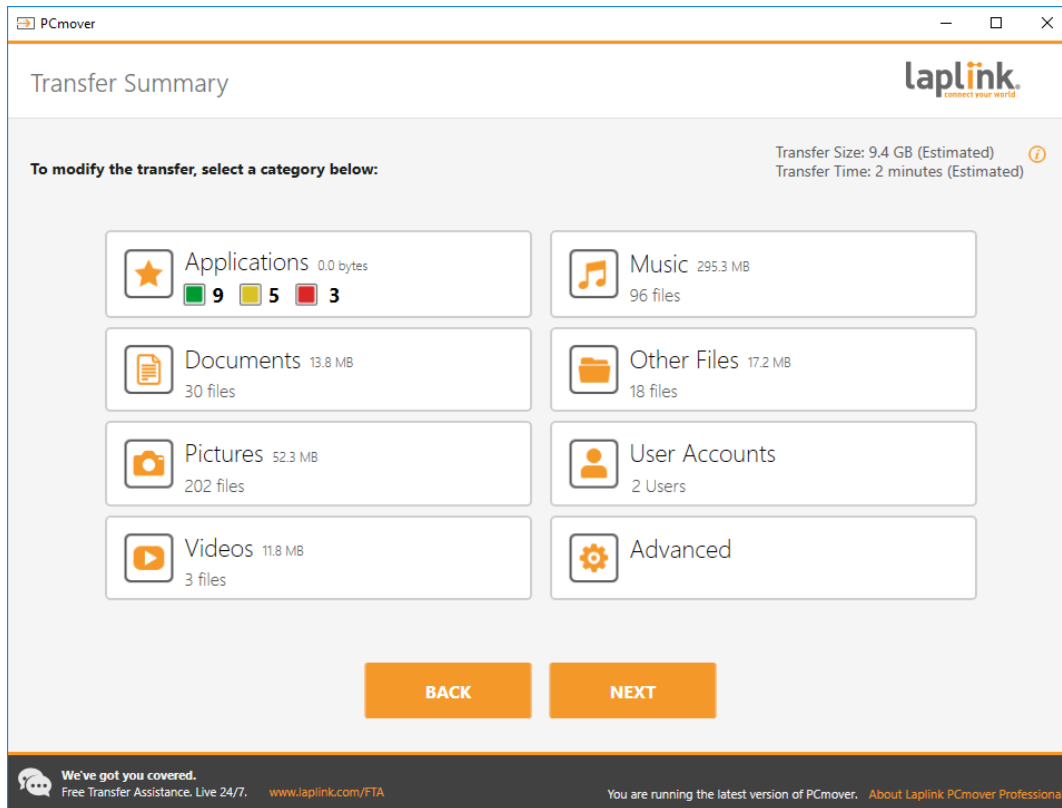 PCmover
Transfer Summary
laplink.
connect your world.
To modify the transfer, select a category below:
Transfer Size: 9.4 GB (Estimated)
Transfer Time: 2 minutes (Estimated)
Applications 0.0 bytes
9 5 3
Music 295.3 MB
96 files
Documents 13.8 MB
30 files
Other Files 17.2 MB
18 files
Pictures 52.3 MB
202 files
User Accounts
2 Users
Videos 11.8 MB
3 files
Advanced
BACK
NEXT
We've got you covered.
Free Transfer Assistance. Live 24/7. www.laplink.com/FTA
You are running the latest version of PCmover. About Laplink PCmover Professiona